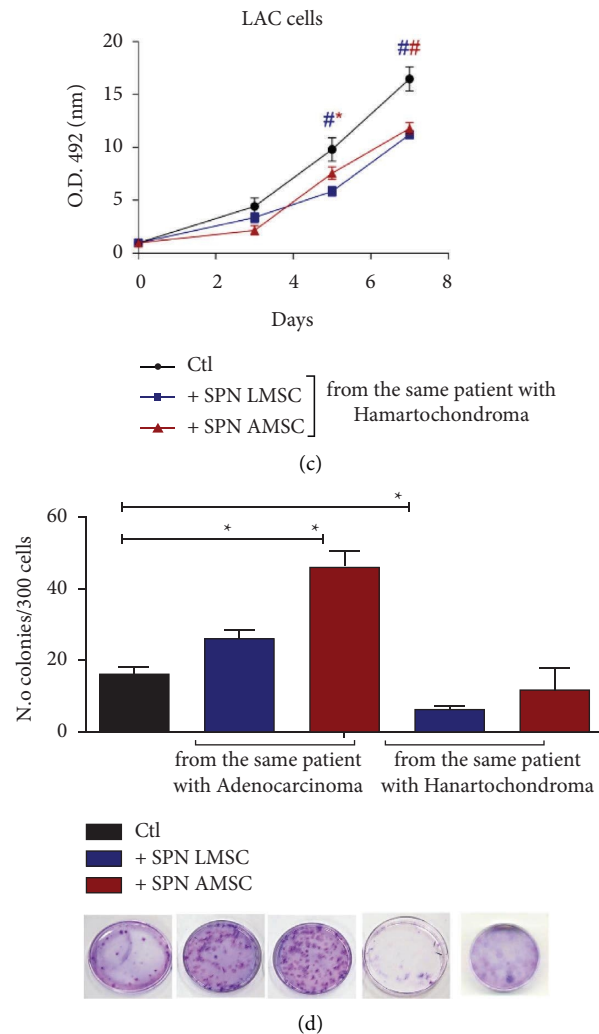 LAC cells
##
#*
O.D. 492 (nm)
20
15
10
5
0
0 2 4 6 8
Days
Ctl
+ SPN LMSC
+ SPN AMSC
from the same patient with
Hamartochondroma
(c)
*
* *
N.o colonies/300 cells
60
40
20
0
from the same patient
with Adenocarcinoma
from the same patient
with Hanartochondroma
Ctl
+ SPN LMSC
+ SPN AMSC
(d)